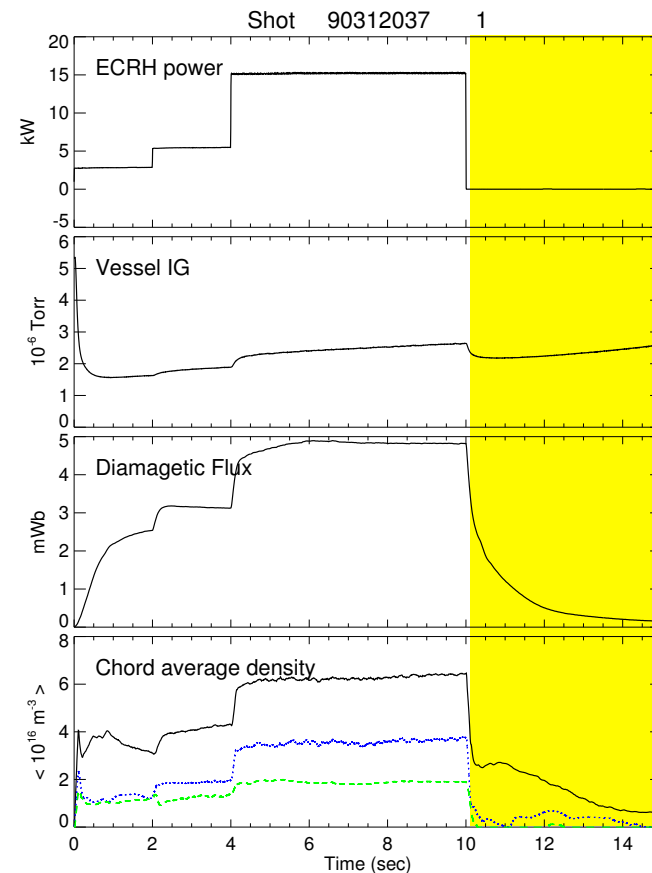 Shot 90312037 1
ECRH power
kW
20
15
10
5
0
-5
Vessel IG
10-6 Torr
6
5
4
3
2
1
0
Diamagetic Flux
mWb
5
4
3
2
1
0
Chord average density
< 1016 m-3 >
8
6
4
2
0
0 2 4 6 8 10 12 14
Time (sec)